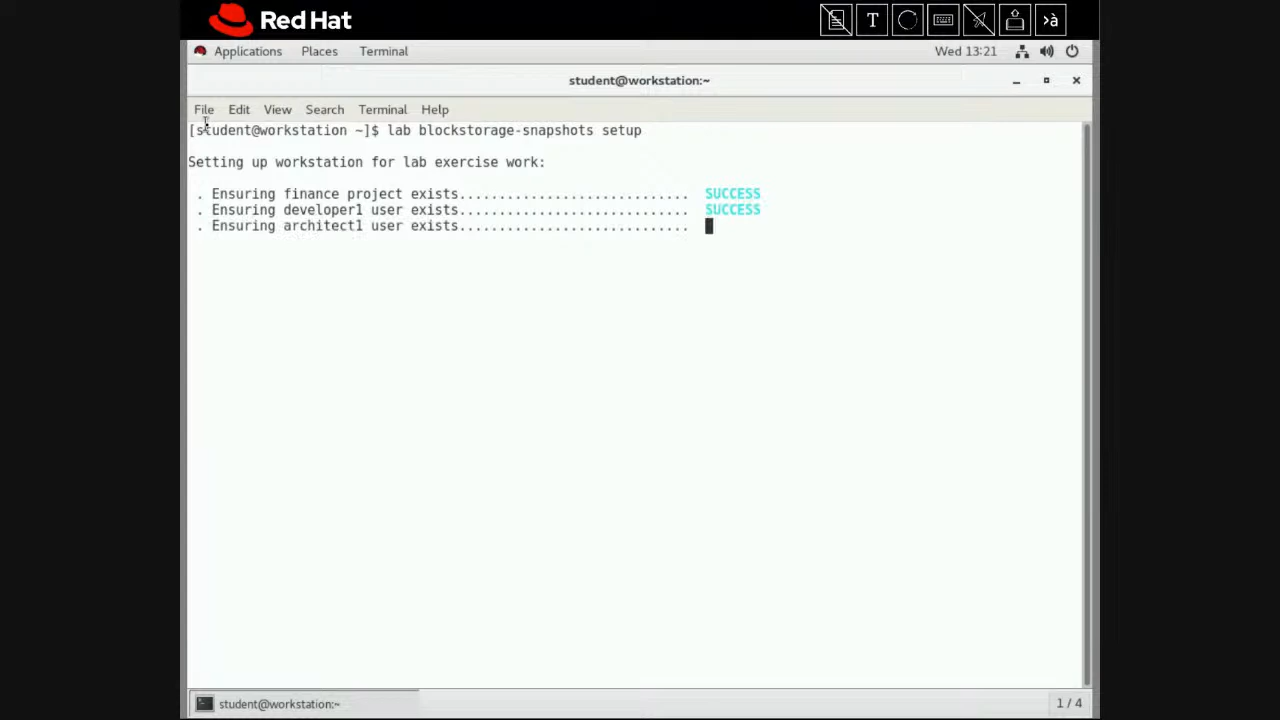 Red Hat
T
›à
Applications Places Terminal Wed 13:21
student@workstation:~
File Edit View Search Terminal Help
[student@workstation ~]$ lab blockstorage-snapshots setup
Setting up workstation for lab exercise work:
. Ensuring finance project exists............................. SUCCESS
. Ensuring developer1 user exists............................. SUCCESS
. Ensuring architect1 user exists.............................
student@workstation:~ 1 / 4